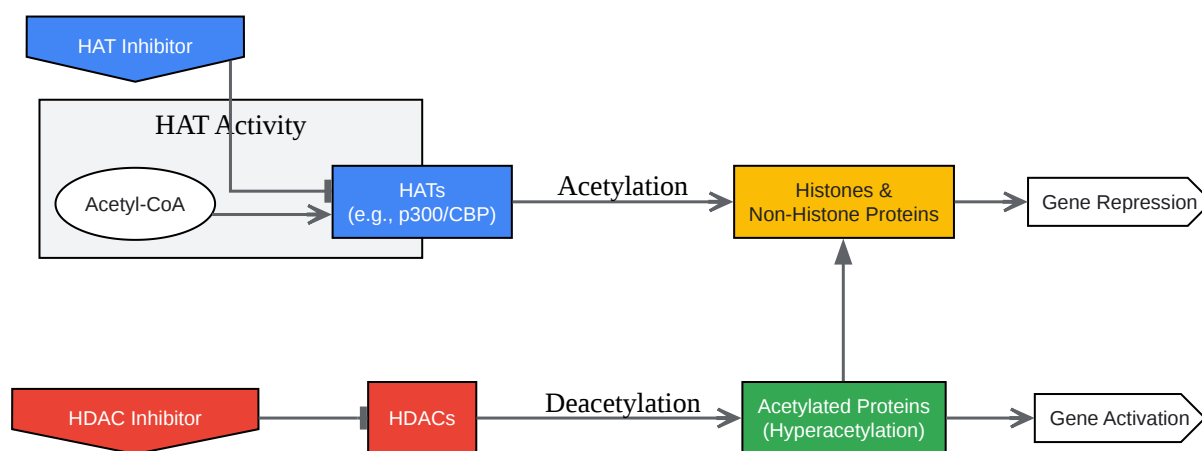 HAT Inhibitor
HAT Activity
Acetyl-CoA
HATs
(e.g., p300/CBP)
Acetylation
Histones &
Non-Histone Proteins
Gene Repression
HDAC Inhibitor
HDACs
Deacetylation
Acetylated Proteins
(Hyperacetylation)
Gene Activation